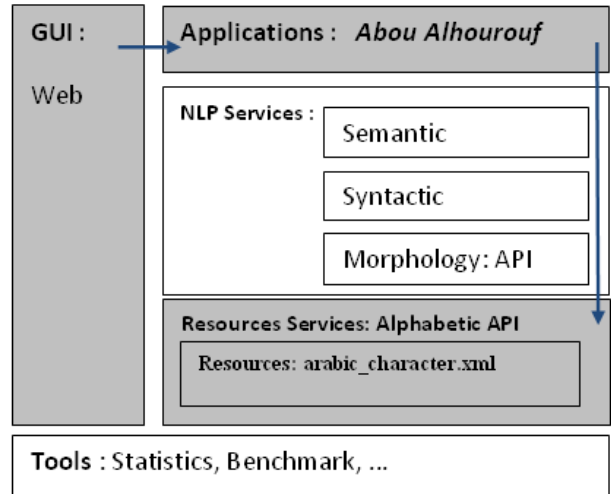 GUI :
Web
Applications : Abou Alhourouf
NLP Services :
Semantic
Syntactic
Morphology: API
Resources Services: Alphabetic API
Resources: arabic_character.xml
Tools : Statistics, Benchmark, ...